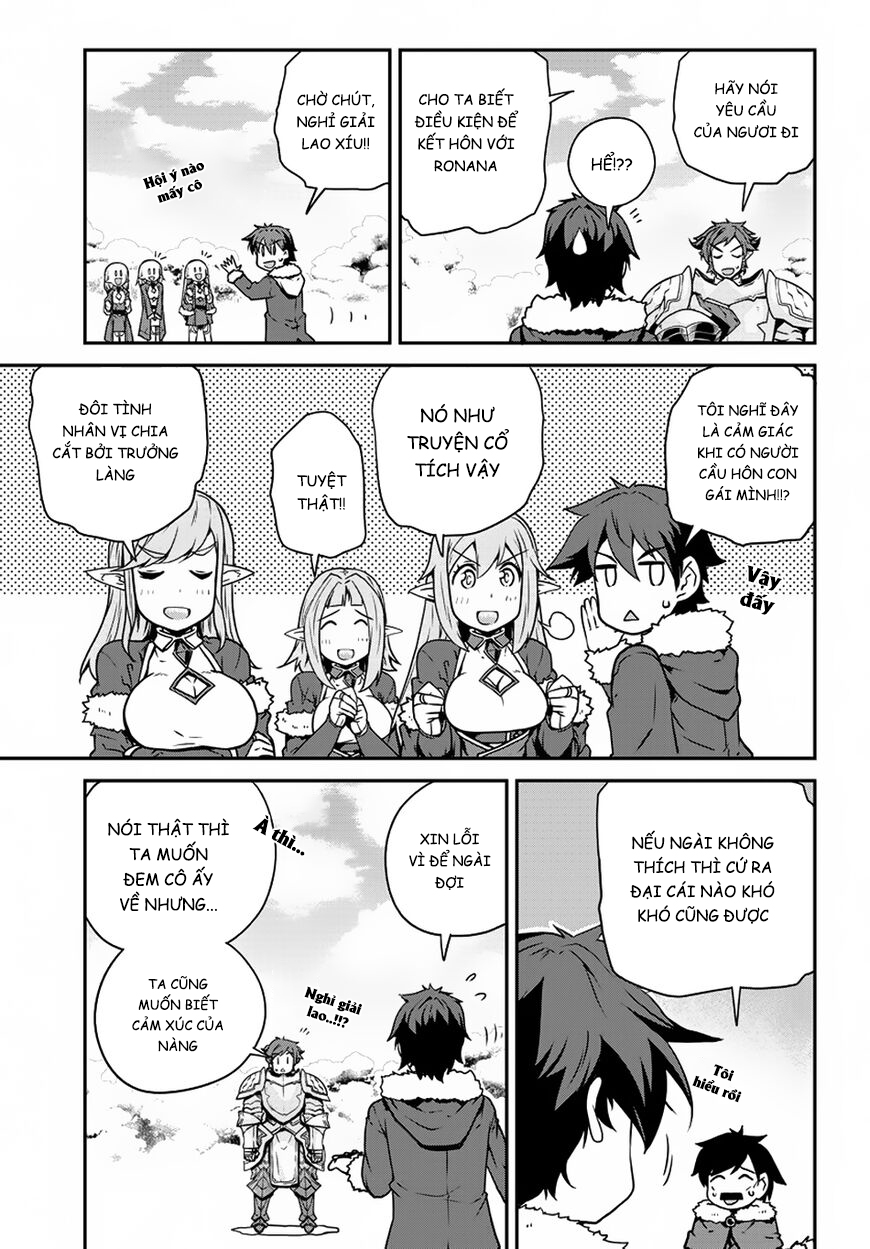 HÃY NÓI
YÊU CẦU
CỦA NGƯƠI ĐI
HỂ!??
CHO TA BIẾT
ĐIỀU KIỆN ĐỂ
KẾT HÔN VỚI
RONANA
CHỜ CHÚT,
NGHỈ GIẢI
LAO XÍU!!
Hội ý nào
mấy cô
TÔI NGHĨ ĐÂY
LÀ CẢM GIÁC
KHI CÓ NGƯỜI
CẦU HÔN CON
GÁI MÌNH!!?
Vậy
đấy
NÓ NHƯ
TRUYỆN CỔ
TÍCH VẬY
TUYỆT
THẬT!!
ĐÔI TÌNH
NHÂN VỊ CHIA
CẮT BỞI TRƯỞNG
LÀNG
NẾU NGÀI KHÔNG
THÍCH THÌ CỨ RA
ĐẠI CÁI NÀO KHÓ
KHÓ CŨNG ĐƯỢC
Tôi
hiểu rồi
XIN LỖI
VÌ ĐỂ NGÀI
ĐỢI
À thì...
NÓI THẬT THÌ
TA MUỐN
ĐEM CÔ ẤY
VỀ NHƯNG...
Nghỉ giải
lao..!!?
TA CŨNG
MUỐN BIẾT
CẢM XÚC CỦA
NÀNG